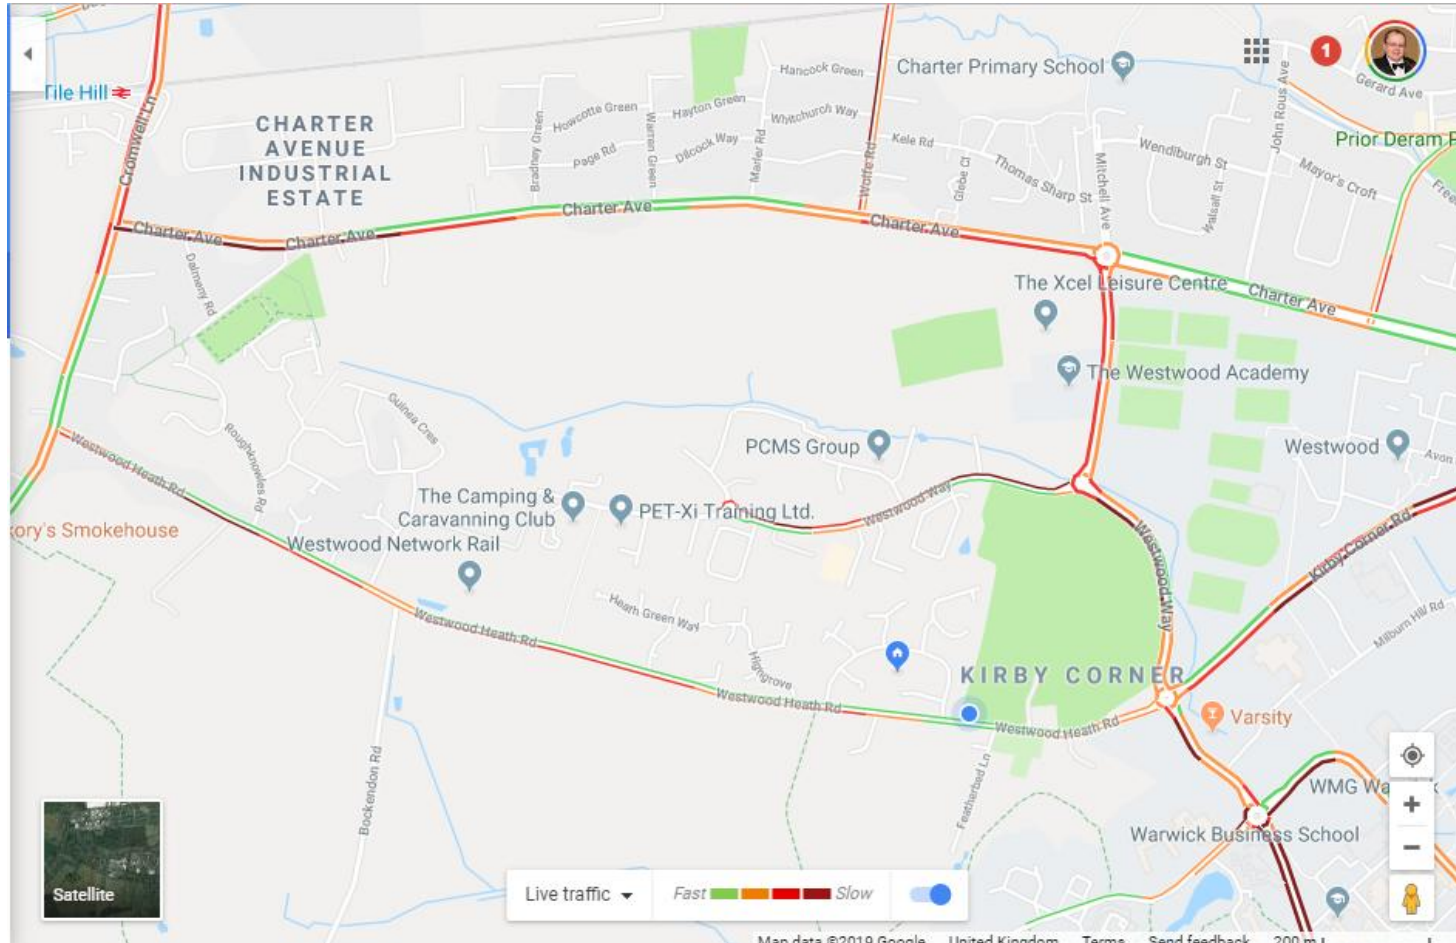 1
Tile Hill
Cromwell Ln
CHARTER
AVENUE
INDUSTRIAL
ESTATE
Bradney Green
Howcotte Green
Page Rd
Warren Green
Hayton Green
Dilcock Way
Marler Rd
Whitchurch Way
Hancock Green
Wolfe Rd
Kele Rd
Glebe Cl
Charter Primary School
Thomas Sharp St
Mitchell Ave
Wendiburgh St
Walsall St
John Rous Ave
Gerard Ave
Prior Deram
Mayor's Croft
Charter Ave
Charter Ave
Charter Ave
Charter Ave
Charter Ave
Dalmeny Rd
The Xcel Leisure Centre
The Westwood Academy
Guinea Cres
Roughknowles Rd
PCMS Group
Westwood
Avon
Westwood Heath Rd
The Camping &
Caravanning Club
PET-Xi Training Ltd.
Westwood Way
ory's Smokehouse
Westwood Network Rail
Westwood Way
Kirby Corner Rd
Milburn Hill Rd
Heath Green Way
Westwood Heath Rd
Highgrove
KIRBY CORNER
Westwood Heath Rd
Westwood Heath Rd
Varsity
Bockendon Rd
Featherbed Ln
WMG Wa
Warwick Business School
Satellite
Live traffic
Fast
Slow
Map data ©2019 Google
United Kingdom
Terms
Send feedback
200 m